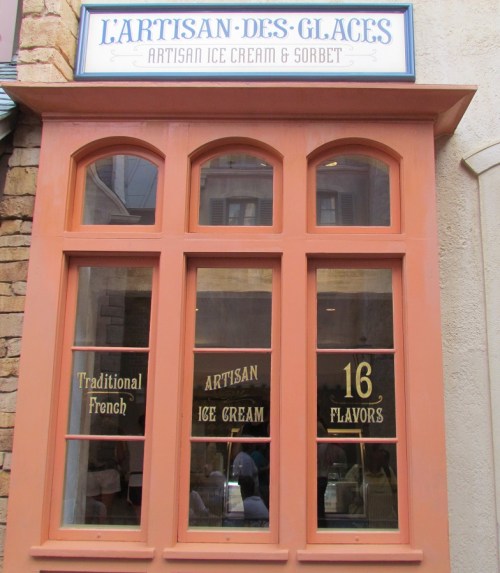 L'ARTISAN·DES·GLACES
ARTISAN ICE CREAM & SORBET
Traditional
French
ARTISAN
ICE CREAM
16
FLAVORS